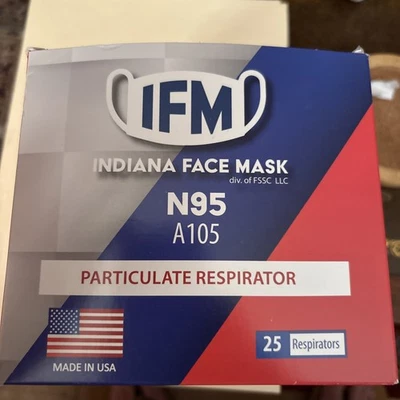 IFM
INDIANA FACE MASK
div. of FSSC LLC
N95
A105
PARTICULATE RESPIRATOR
25 Respirators
MADE IN USA